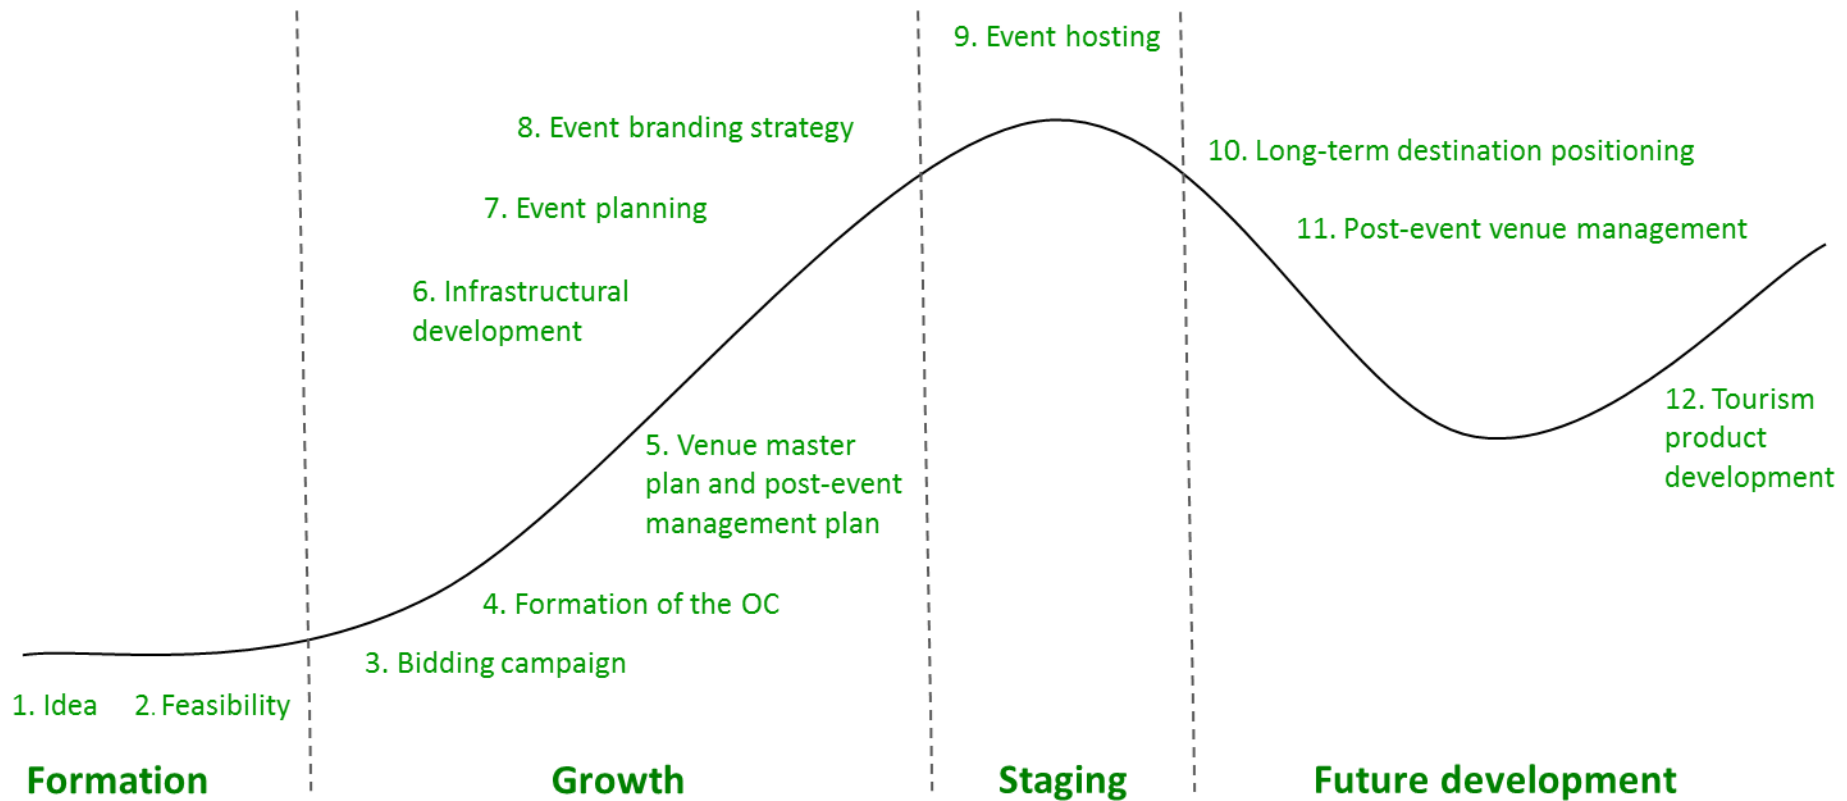 9. Event hosting
8. Event branding strategy
10. Long-term destination positioning
7. Event planning
11. Post-event venue management
6. Infrastructural
development
12. Tourism
product
development
5. Venue master
plan and post-event
management plan
4. Formation of the OC
3. Bidding campaign
1. Idea
2. Feasibility
Formation
Growth
Staging
Future development